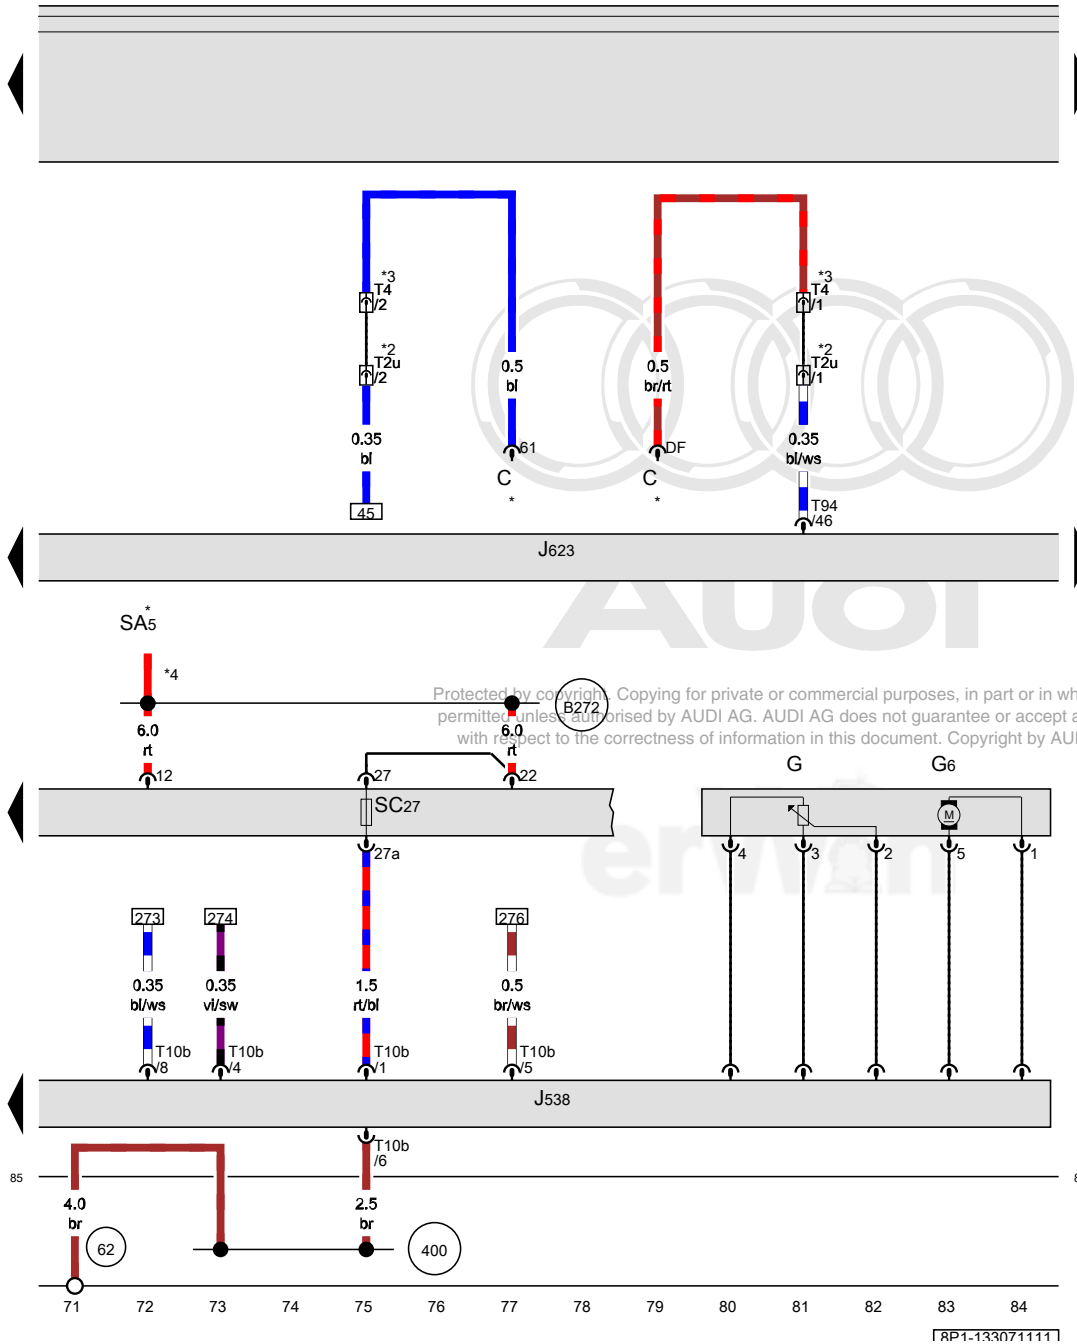 *3
T4
/2
*2
T2u
/2
0.35
bl
45
0.5
bl
61
C
*
0.5
br/rt
DF
C
*
*3
T4
/1
*2
T2u
/1
0.35
bl/ws
T94
/46
J623
Audi
SA5
*
*4
B272
Protected by copyright. Copying for private or commercial purposes, in part or in wh
permitted unless authorised by AUDI AG. AUDI AG does not guarantee or accept a
with respect to the correctness of information in this document. Copyright by AUD
6.0
rt
6.0
rt
12
27
22
G
G6
SC27
M
27a
4
3
2
5
1
erWin
273
274
276
0.35
bl/ws
0.35
vi/sw
1.5
rt/bl
0.5
br/ws
T10b
/8
T10b
/4
T10b
/1
T10b
/5
J538
T10b
/6
85
8
4.0
br
2.5
br
62
400
71 72 73 74 75 76 77 78 79 80 81 82 83 84
8P1-133071111